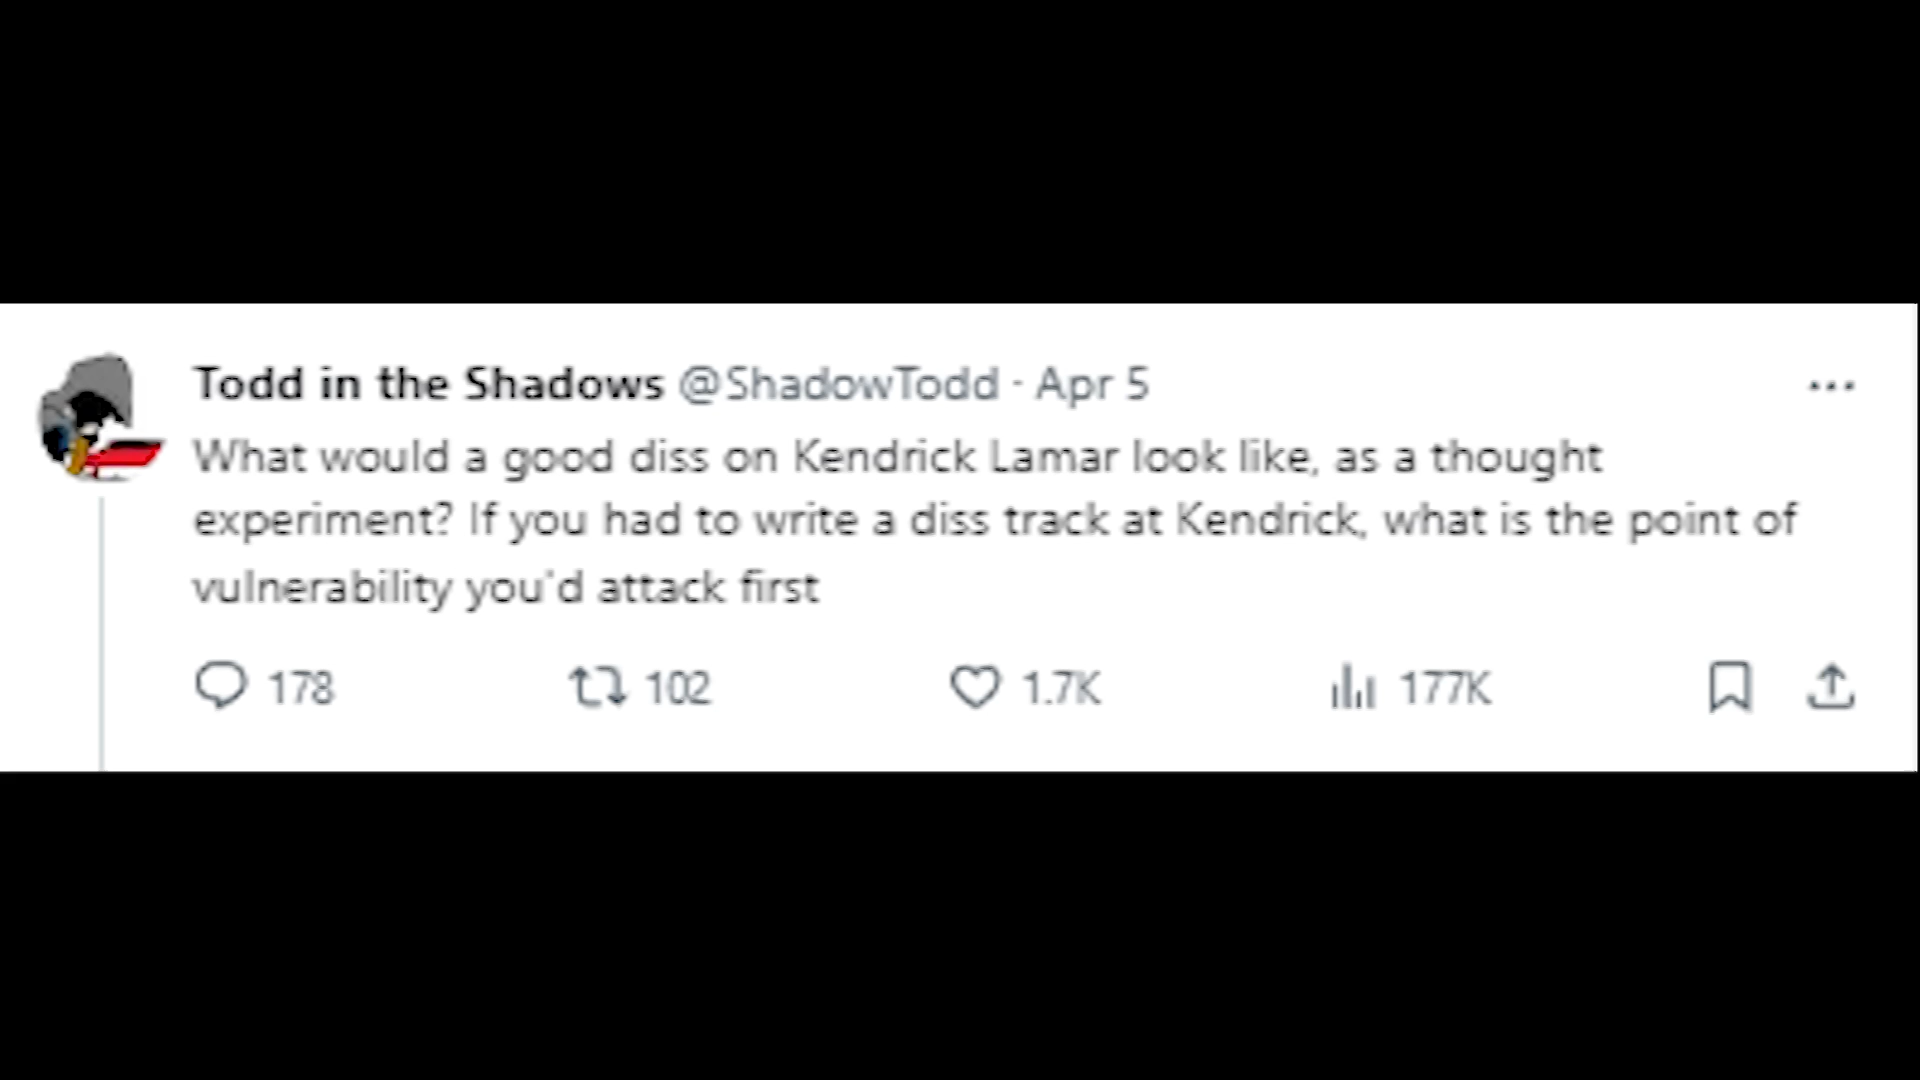 Todd in the Shadows @ShadowTodd · Apr 5
What would a good diss on Kendrick Lamar look like, as a thought
experiment? If you had to write a diss track at Kendrick, what is the point of
vulnerability you'd attack first
178 102 1.7K 177K